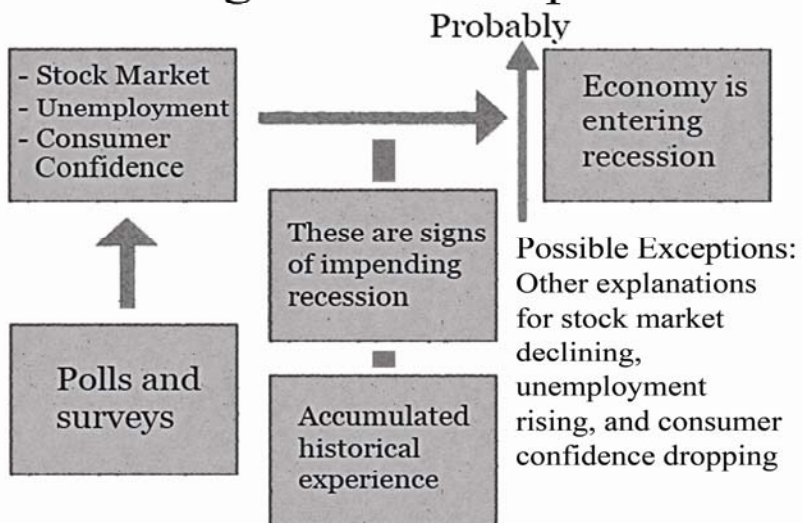 Probably
- Stock Market
- Unemployment
- Consumer
Confidence
Economy is
entering
recession
These are signs
of impending
recession
Possible Exceptions:
Other explanations
for stock market
declining,
unemployment
rising, and consumer
confidence dropping
Polls and
surveys
Accumulated
historical
experience